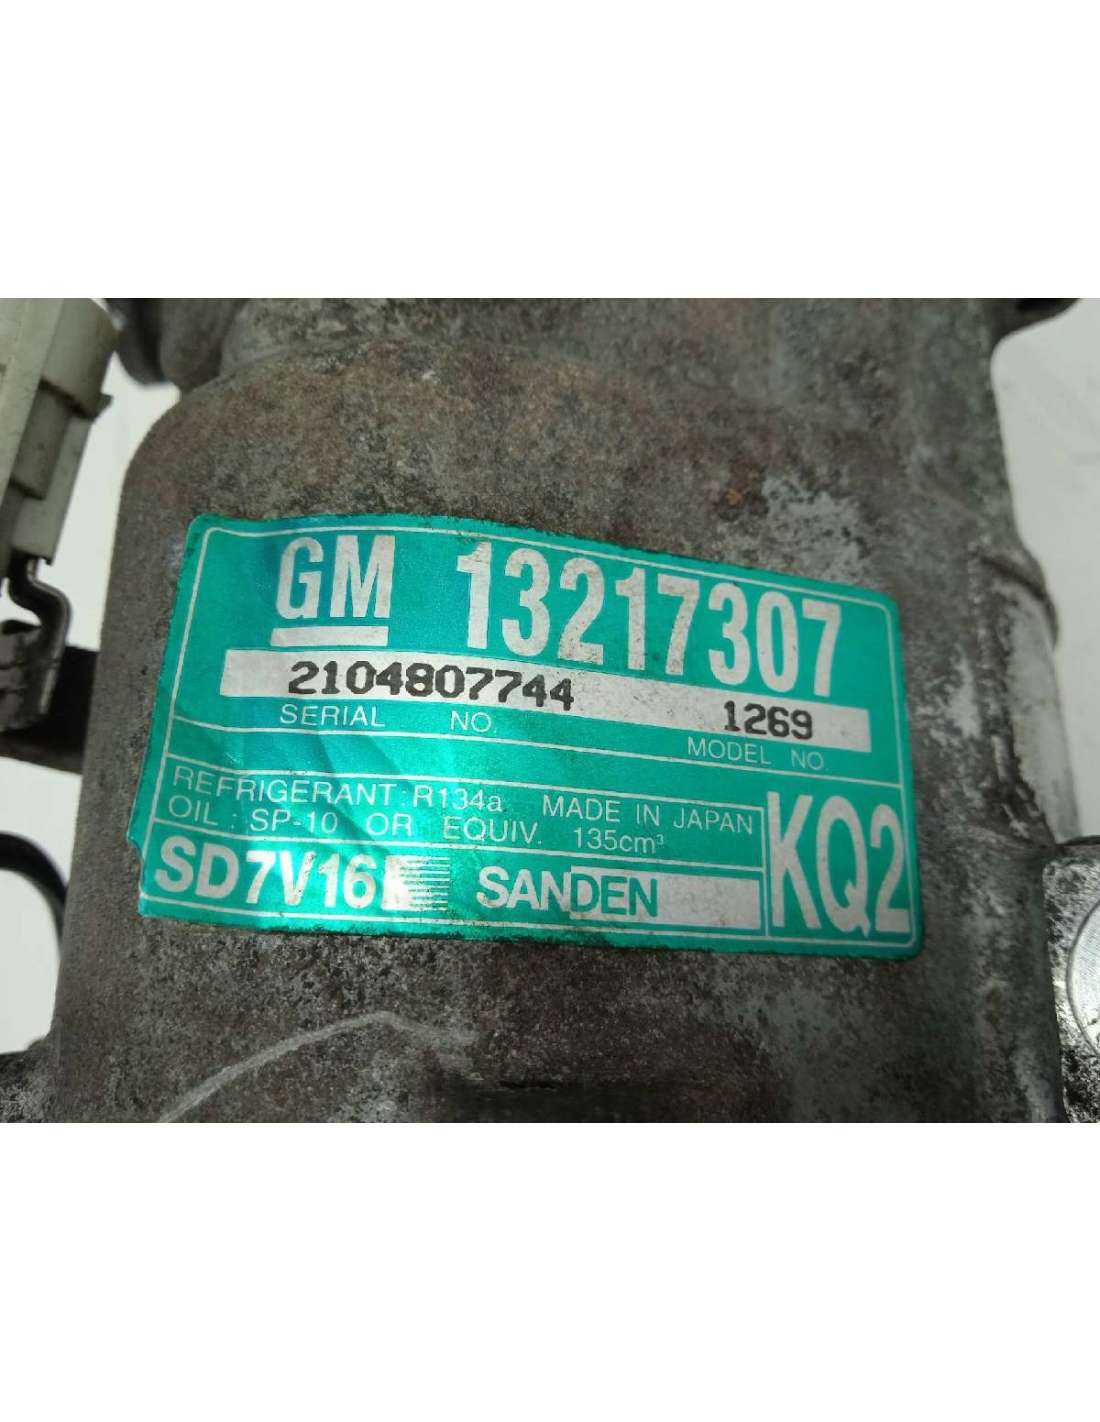 GM 13217307
2104807744 1269
SERIAL NO. MODEL NO
REFRIGERANT:R134a. MADE IN JAPAN
OIL : SP-10 OR EQUIV. 135cm³
SD7V16 SANDEN KQ2